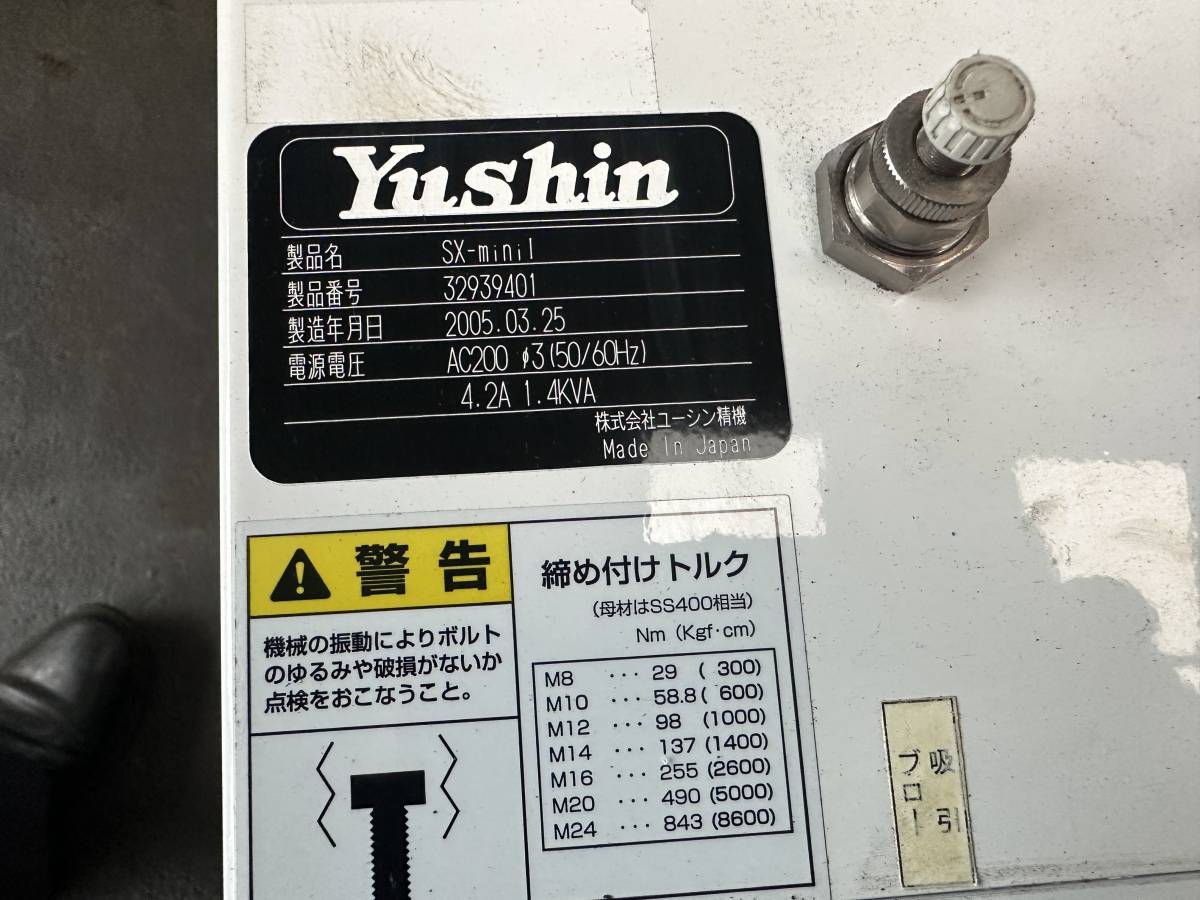 Yushin
製品名 SX-miniI
製品番号 32939401
製造年月日 2005.03.25
電源電圧 AC200 φ3(50/60Hz)
4.2A 1.4KVA
株式会社ユーシン精機
Made In Japan
警告
機械の振動によりボルト
のゆるみや破損がないか
点検をおこなうこと。
締め付けトルク
(母材はSS400相当)
Nm (Kgf·cm)
M8 ··· 29 ( 300)
M10 ··· 58.8 ( 600)
M12 ··· 98 (1000)
M14 ··· 137 (1400)
M16 ··· 255 (2600)
M20 ··· 490 (5000)
M24 ··· 843 (8600)
吸引
ブロー